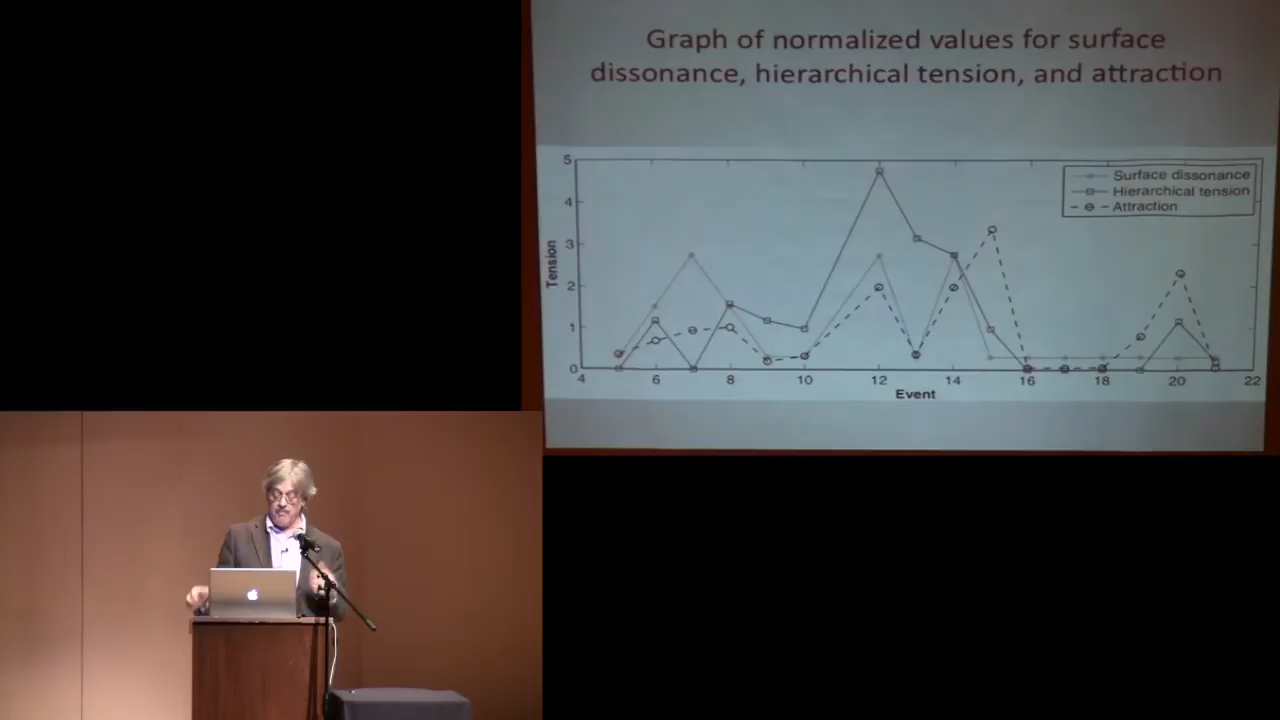 Graph of normalized values for surface
dissonance, hierarchical tension, and attraction
5
4
3
2
1
0
Tension
Surface dissonance
Hierarchical tension
Attraction
4 6 8 10 12 14 16 18 20 22
Event